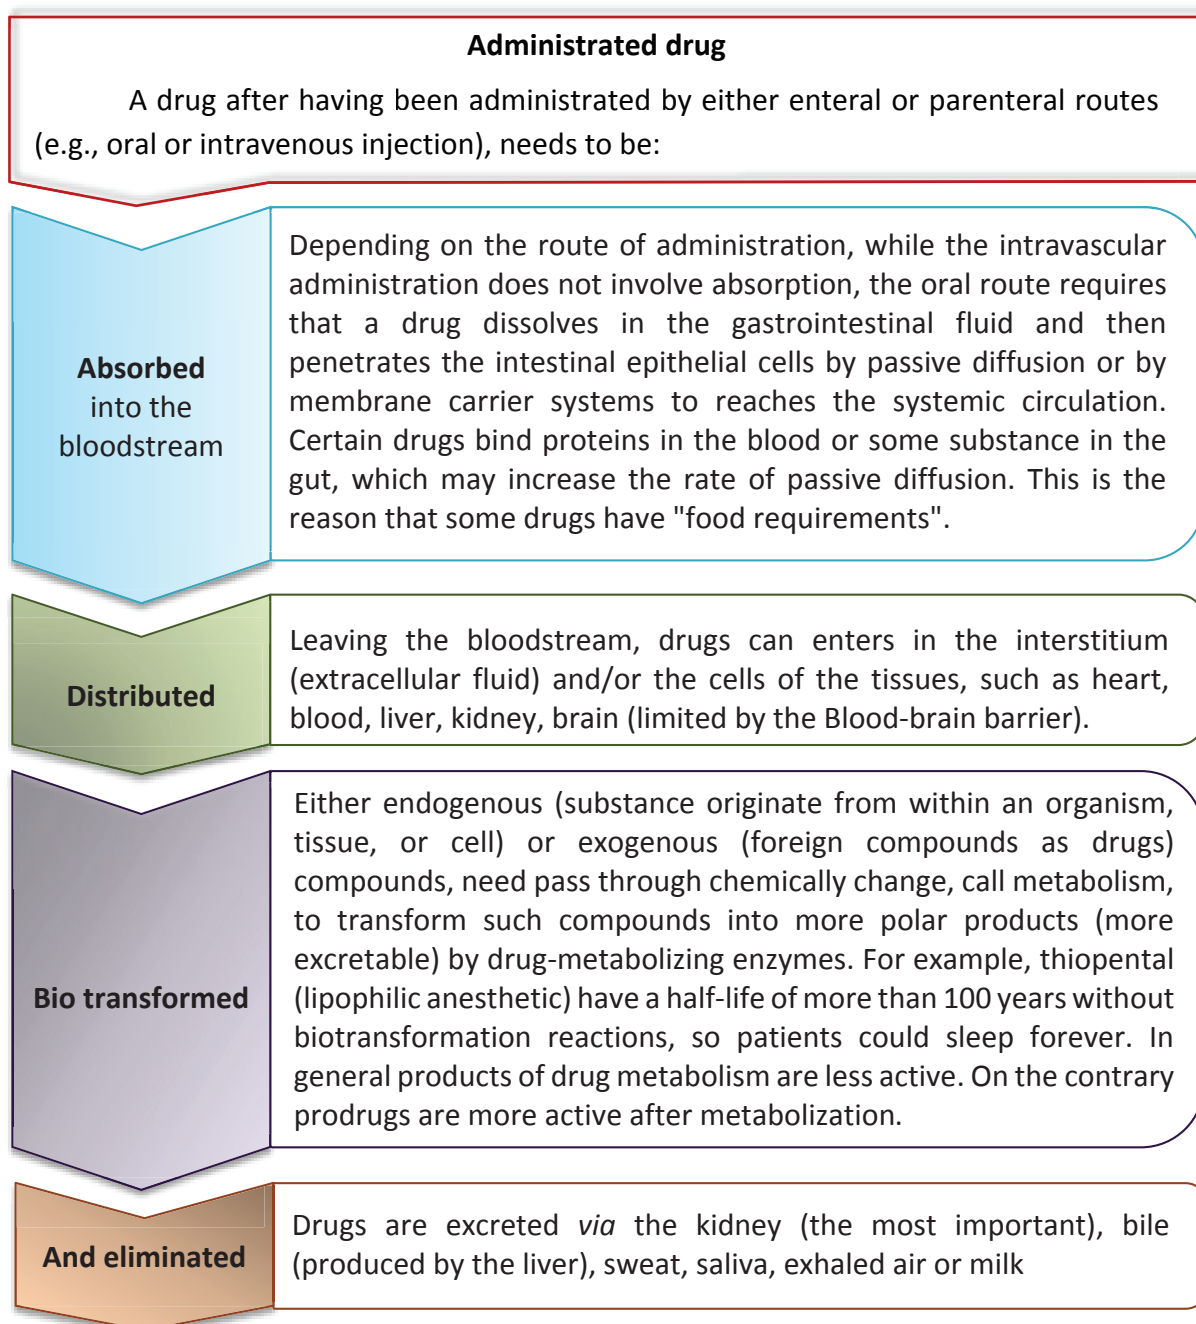 Administrated drug
A drug after having been administrated by either enteral or parenteral routes
(e.g., oral or intravenous injection), needs to be:
Absorbed
into the
bloodstream
Depending on the route of administration, while the intravascular
administration does not involve absorption, the oral route requires
that a drug dissolves in the gastrointestinal fluid and then
penetrates the intestinal epithelial cells by passive diffusion or by
membrane carrier systems to reaches the systemic circulation.
Certain drugs bind proteins in the blood or some substance in the
gut, which may increase the rate of passive diffusion. This is the
reason that some drugs have "food requirements".
Distributed
Leaving the bloodstream, drugs can enters in the interstitium
(extracellular fluid) and/or the cells of the tissues, such as heart,
blood, liver, kidney, brain (limited by the Blood-brain barrier).
Bio transformed
Either endogenous (substance originate from within an organism,
tissue, or cell) or exogenous (foreign compounds as drugs)
compounds, need pass through chemically change, call metabolism,
to transform such compounds into more polar products (more
excretable) by drug-metabolizing enzymes. For example, thiopental
(lipophilic anesthetic) have a half-life of more than 100 years without
biotransformation reactions, so patients could sleep forever. In
general products of drug metabolism are less active. On the contrary
prodrugs are more active after metabolization.
And eliminated
Drugs are excreted via the kidney (the most important), bile
(produced by the liver), sweat, saliva, exhaled air or milk